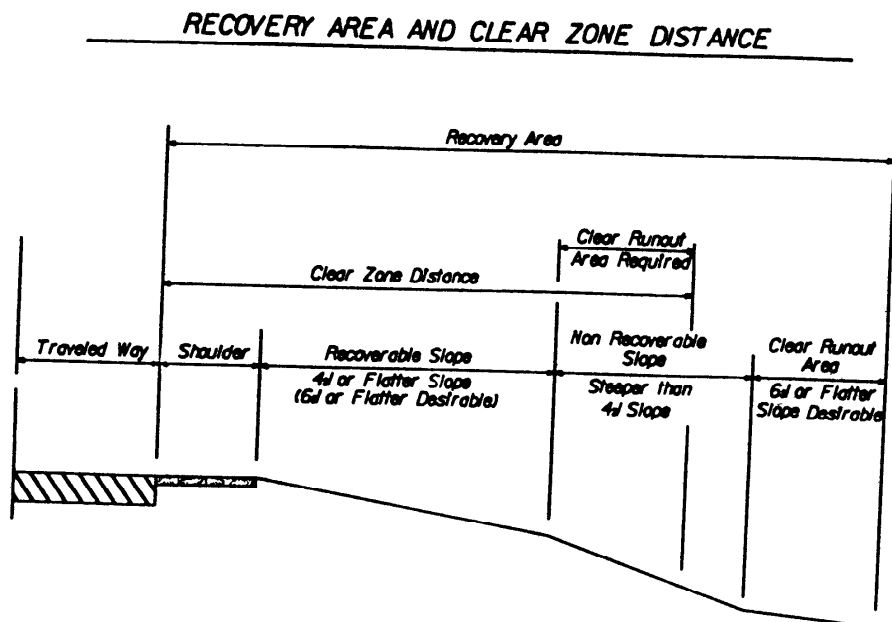 RECOVERY AREA AND CLEAR ZONE DISTANCE
Recovery Area
Clear Runout
Area Required
Clear Zone Distance
Traveled Way
Shoulder
Recoverable Slope
4:1 or Flatter Slope
(6:1 or Flatter Desirable)
Non Recoverable
Slope
Steeper than
4:1 Slope
Clear Runout
Area
6:1 or Flatter
Slope Desirable